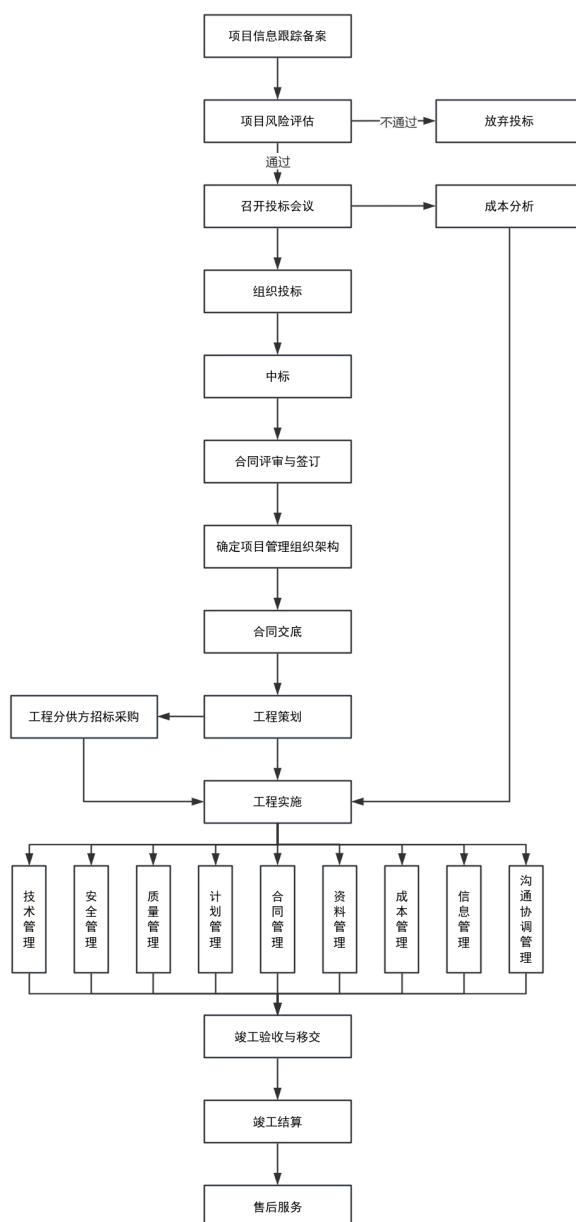 项目信息跟踪备案
项目风险评估
不通过
放弃投标
通过
召开投标会议
成本分析
组织投标
中标
合同评审与签订
确定项目管理组织架构
合同交底
工程分供方招标采购
工程策划
工程实施
技术管理
安全管理
质量管理
计划管理
合同管理
资料管理
成本管理
信息管理
沟通协调管理
竣工验收与移交
竣工结算
售后服务